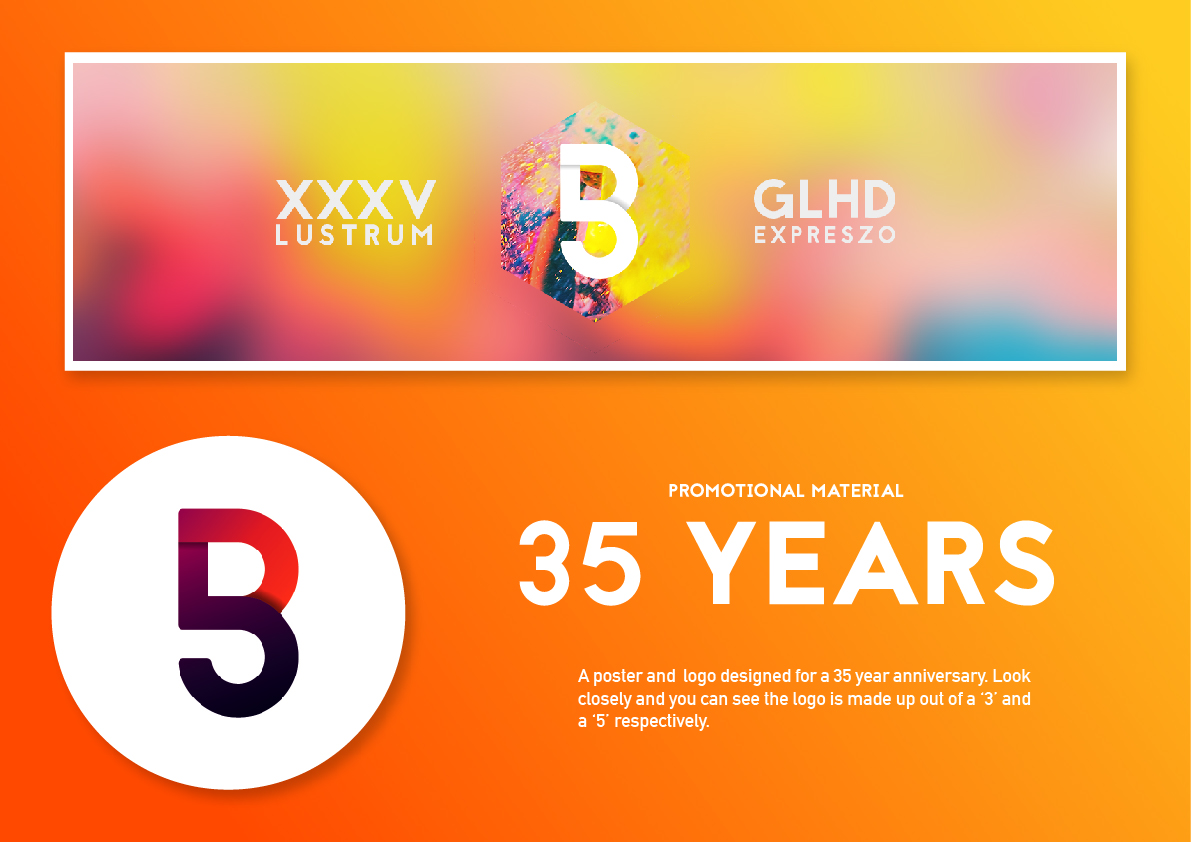 XXXV
LUSTRUM
GLHD
EXPRESZO
PROMOTIONAL MATERIAL
35 YEARS
A poster and  logo designed for a 35 year anniversary. Look
closely and you can see the logo is made up out of a ‘3’ and
a ‘5’ respectively.